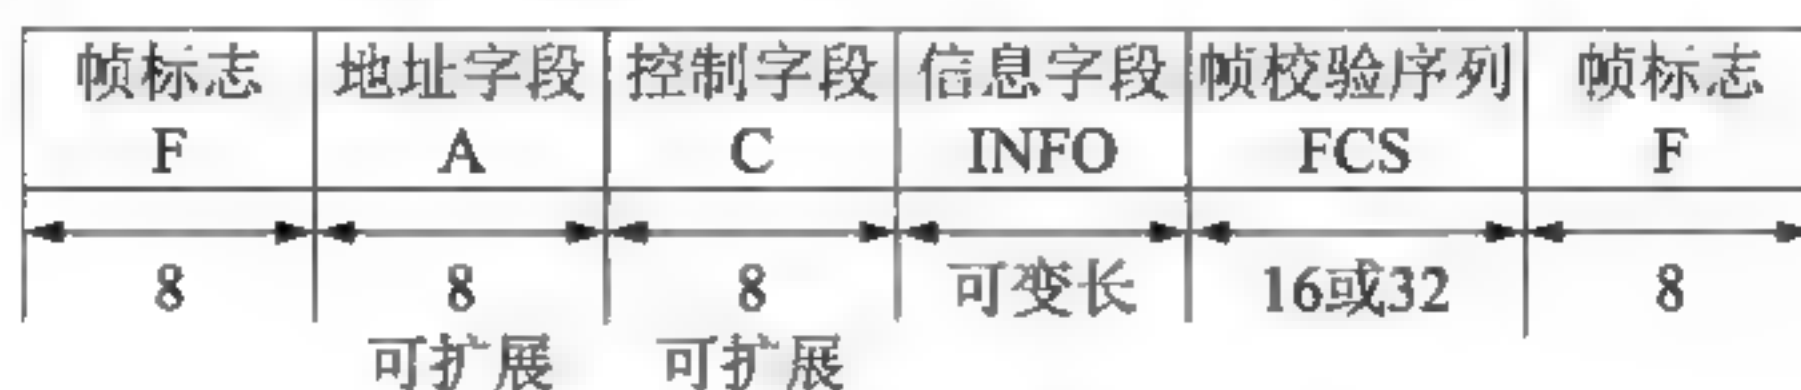 帧标志 地址字段 控制字段 信息字段 帧校验序列 帧标志
F A C INFO FCS F
8 8 8 可变长 16或32 8
可扩展 可扩展